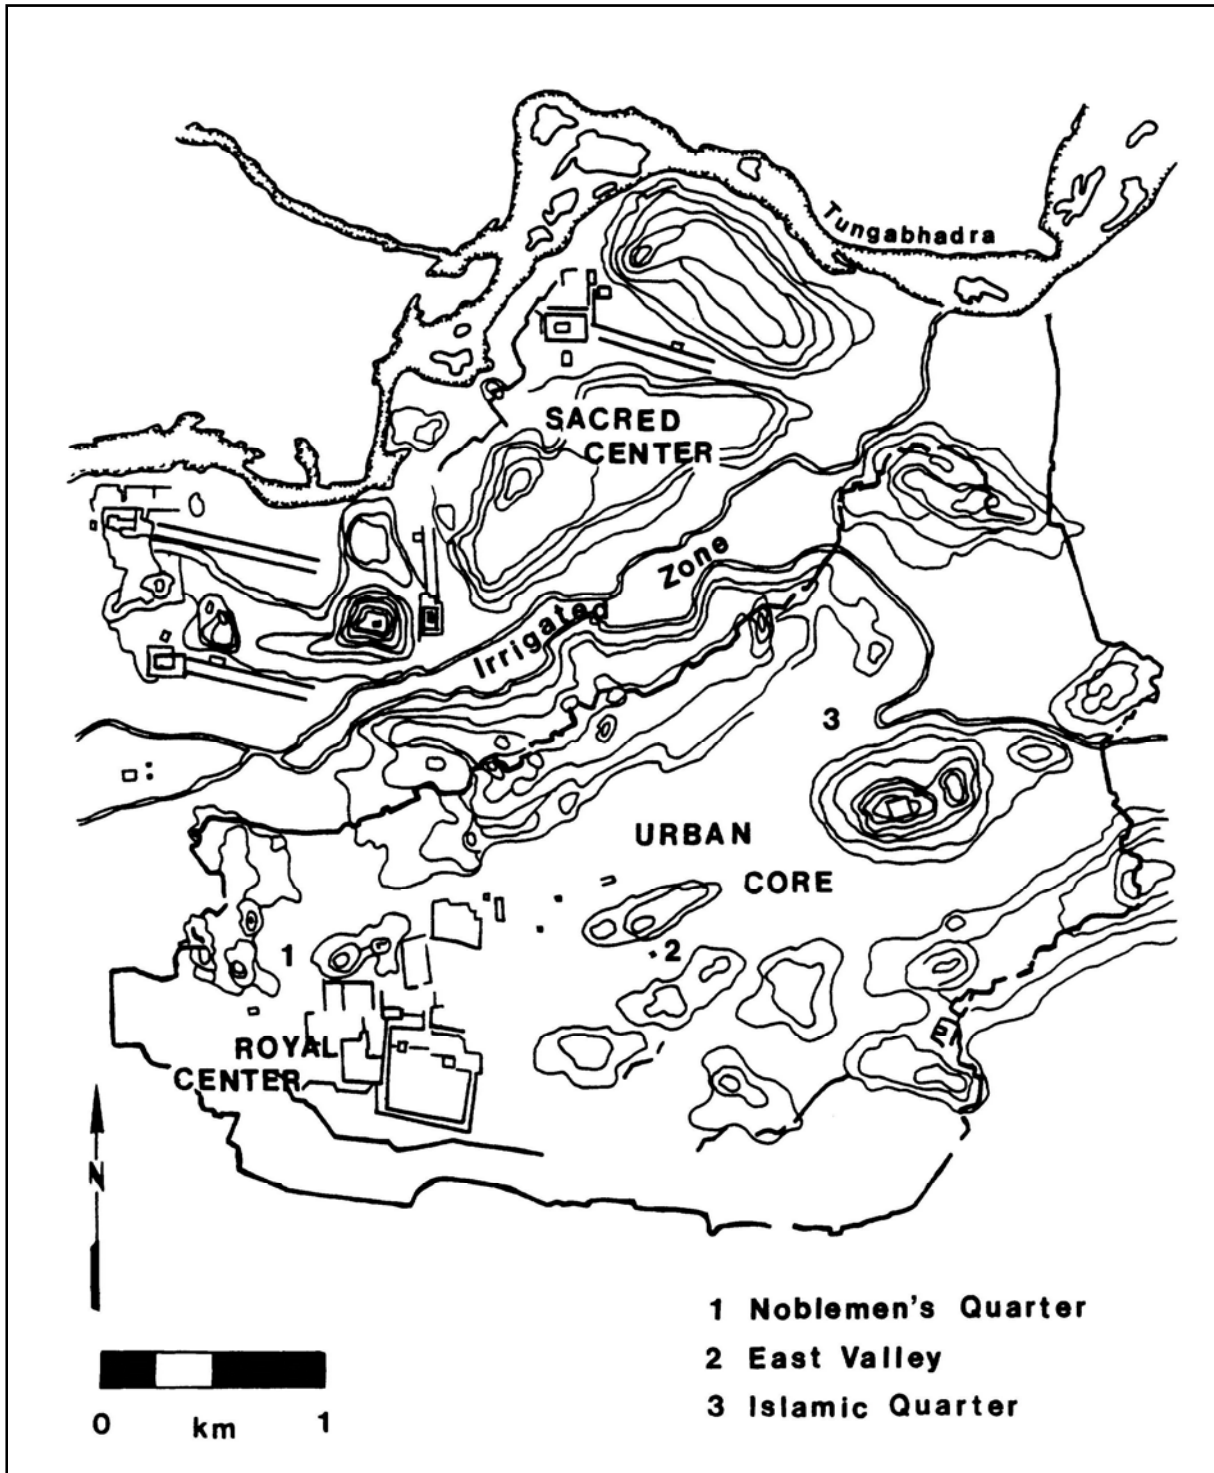 Tungabhadra
SACRED
CENTER
Irrigated Zone
3
URBAN
CORE
1
2
ROYAL
CENTER
N
1 Noblemen's Quarter
2 East Valley
3 Islamic Quarter
0 km 1